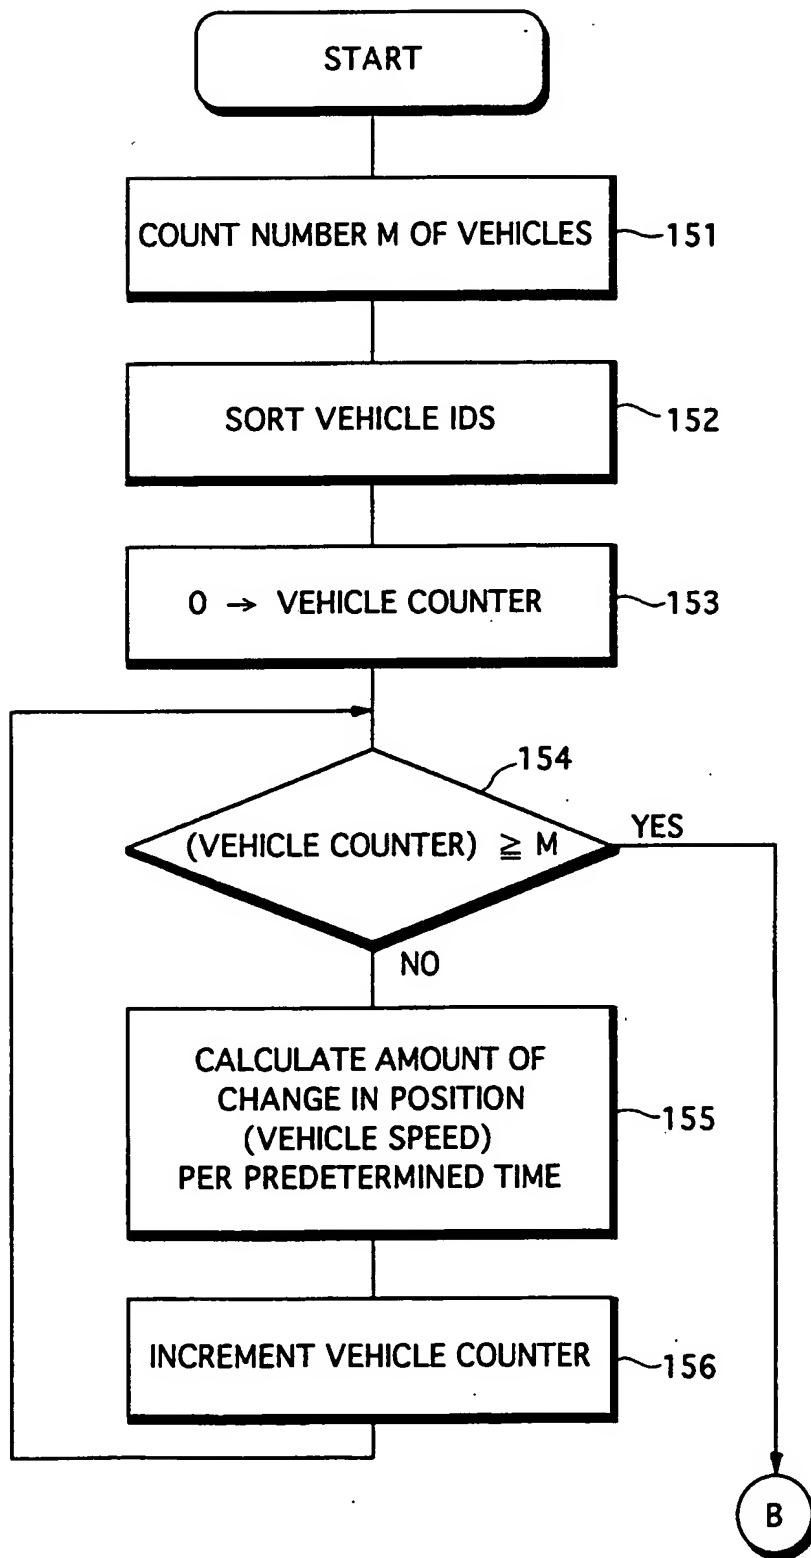 START
COUNT NUMBER M OF VEHICLES
151
SORT VEHICLE IDS
152
0 → VEHICLE COUNTER
153
154
(VEHICLE COUNTER) ≧ M
YES
NO
CALCULATE AMOUNT OF
CHANGE IN POSITION
(VEHICLE SPEED)
PER PREDETERMINED TIME
155
INCREMENT VEHICLE COUNTER
156
B